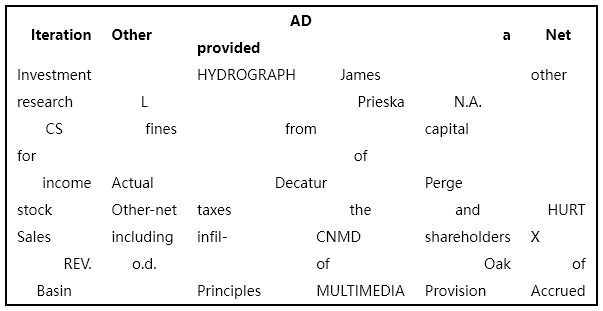 Iteration Other AD provided a Net
Investment HYDROGRAPH James other
research L Prieska N.A.
CS fines from capital
for of
income Actual Decatur Perge
stock Other-net taxes the and HURT
Sales including infil- CNMD shareholders X
REV. o.d. of Oak of
Basin Principles MULTIMEDIA Provision Accrued